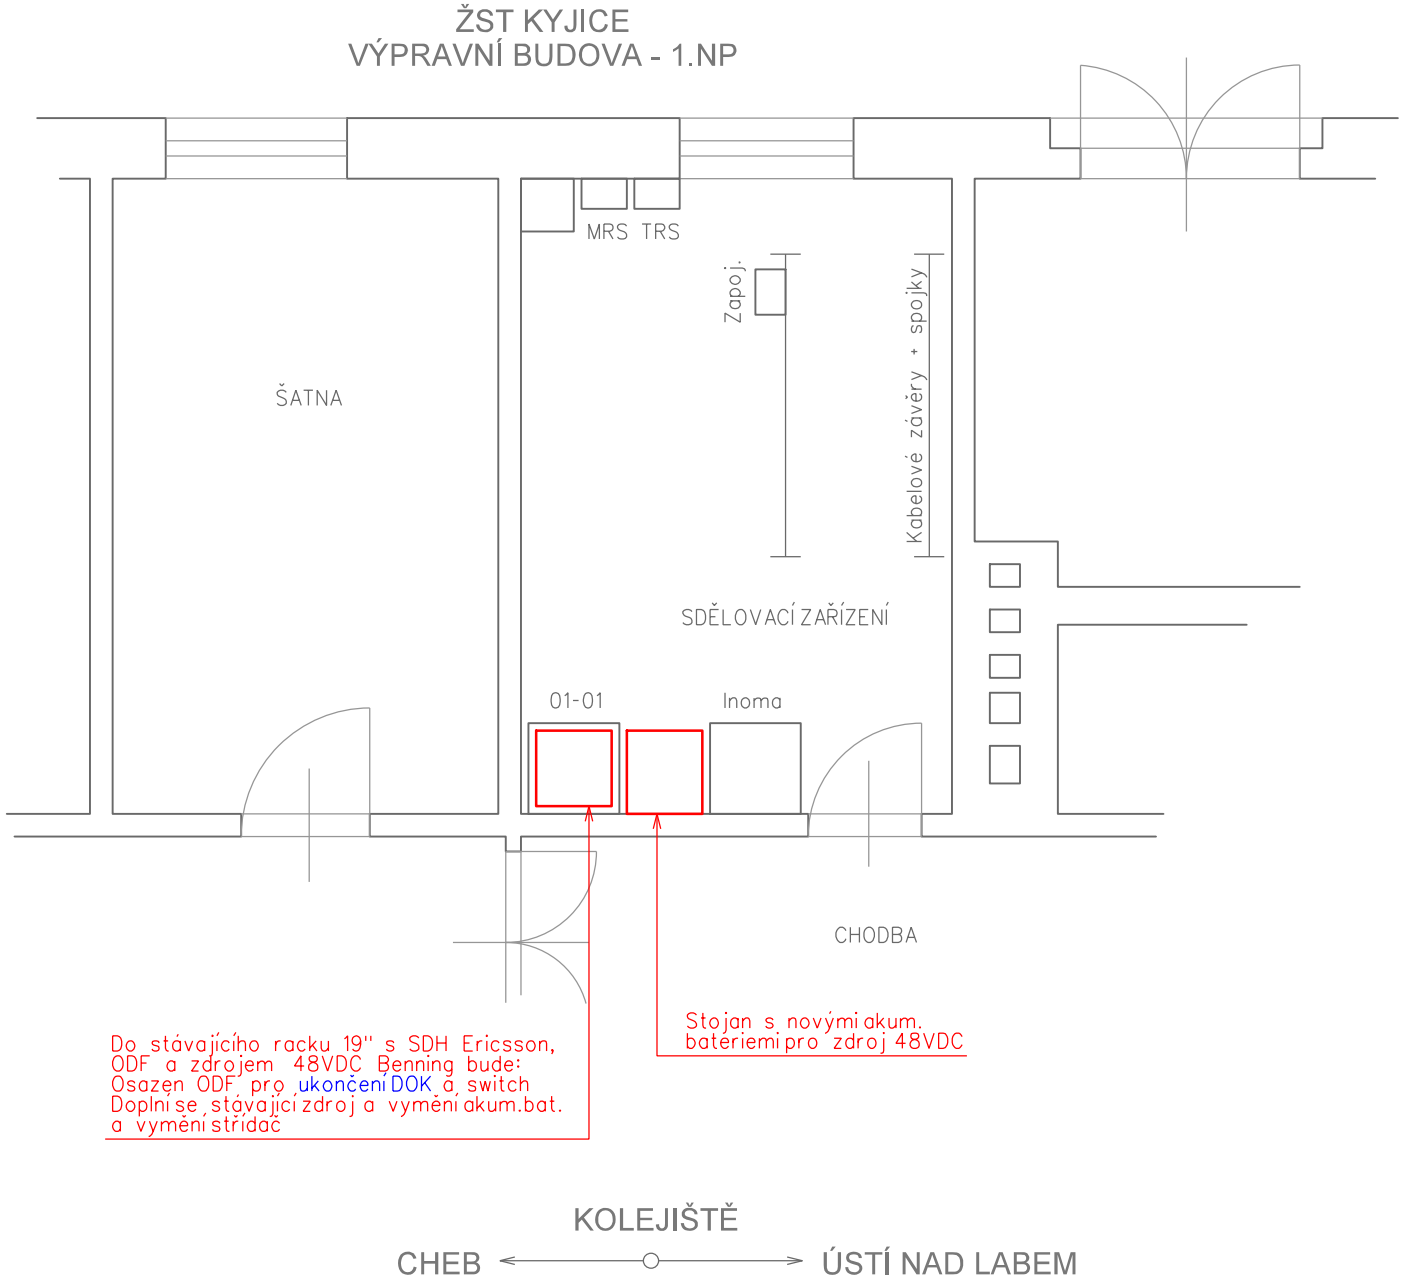 ŽST KYJICE
VÝPRAVNÍ BUDOVA - 1.NP
MRS TRS
Zapoj.
Kabelové závěry + spojky
ŠATNA
SDĚLOVACÍ ZAŘÍZENÍ
01-01
Inoma
CHODBA
Stojan s novými akum.
bateriemi pro zdroj 48VDC
Do stávajícího racku 19" s SDH Ericsson,
ODF a zdrojem 48VDC Benning bude:
Osazen ODF pro ukončení DOK a switch
Doplní se stávající zdroj a vymění akum.bat.
a vymění střídač
KOLEJIŠTĚ
CHEB
ÚSTÍ NAD LABEM